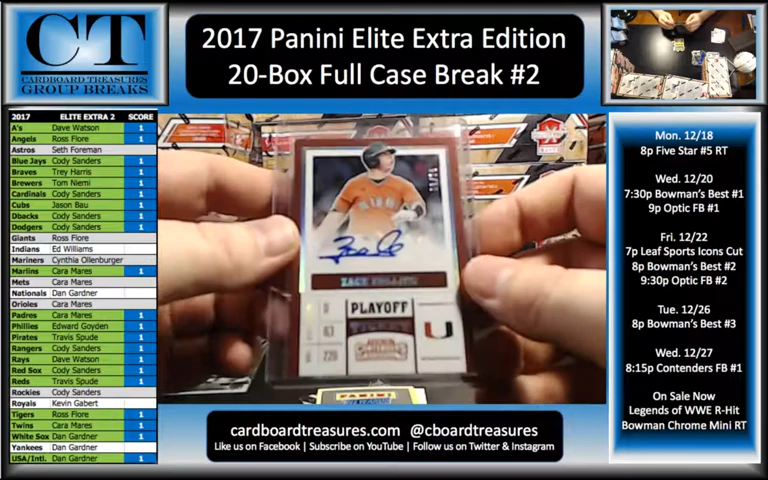 CT
CARDBOARD TREASURES
GROUP BREAKS
2017 Panini Elite Extra Edition
20-Box Full Case Break #2
2017 ELITE EXTRA 2 SCORE
A's Dave Watson 1
Angels Ross Flore 1
Astros Seth Foreman
Blue Jays Cody Sanders 1
Braves Trey Harris 1
Brewers Tom Niemi 1
Cardinals Cody Sanders 1
Cubs Jason Bau 1
Dbacks Cody Sanders 1
Dodgers Cody Sanders 1
Giants Ross Flore
Indians Ed Williams
Mariners Cynthia Ollenburger
Marlins Cara Mares 1
Mets Cara Mares
Nationals Dan Gardner
Orioles Cara Mares
Padres Cara Mares 1
Phillies Edward Goyden 1
Pirates Travis Spude 1
Rangers Cody Sanders 1
Rays Dave Watson 1
Red Sox Cody Sanders 1
Reds Travis Spude 1
Rockies Cody Sanders
Royals Kevin Gabert
Tigers Ross Flore 1
Twins Cara Mares 1
White Sox Dan Gardner 1
Yankees Dan Gardner
USA/Intl. Dan Gardner 1
ZACK COLLINS
PLAYOFF
TICKET
U
cardboardtreasures.com @cboardtreasures
Like us on Facebook | Subscribe on YouTube | Follow us on Twitter & Instagram
Mon. 12/18
8p Five Star #5 RT
Wed. 12/20
7:30p Bowman's Best #1
9p Optic FB #1
Fri. 12/22
7p Leaf Sports Icons Cut
8p Bowman's Best #2
9:30p Optic FB #2
Tue. 12/26
8p Bowman's Best #3
Wed. 12/27
8:15p Contenders FB #1
On Sale Now
Legends of WWE R-Hit
Bowman Chrome Mini RT